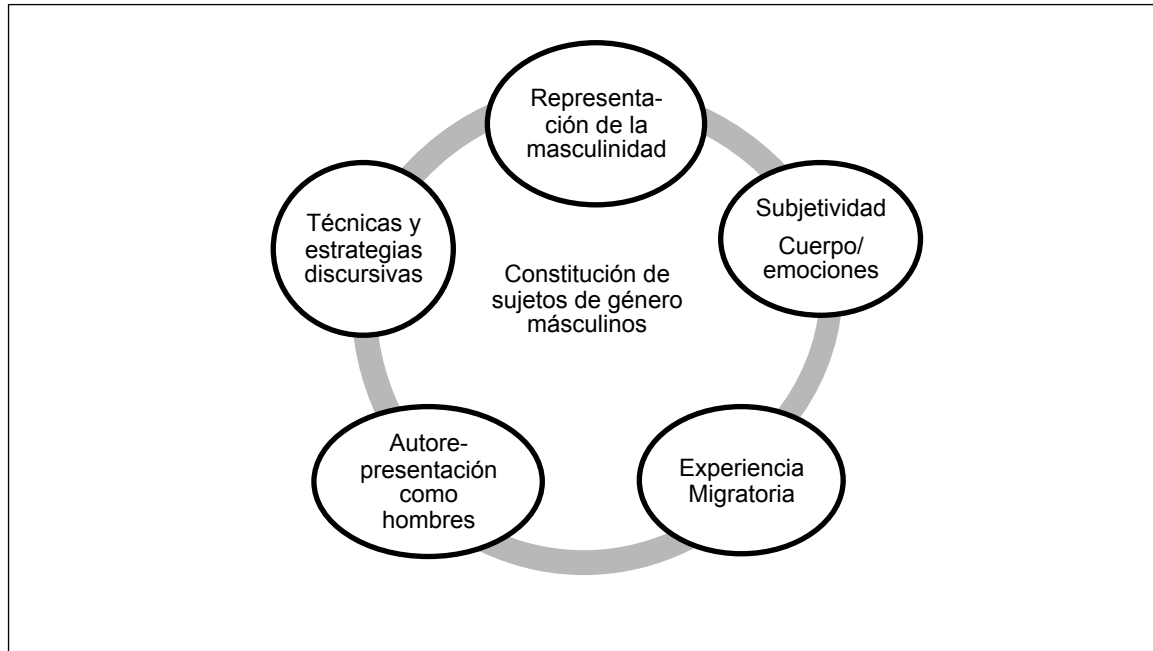 Representa-
ción de la
masculinidad
Subjetividad
Cuerpo/
emociones
Experiencia
Migratoria
Autore-
presentación
como
hombres
Técnicas y
estrategias
discursivas
Constitución de
sujetos de género
másculinos